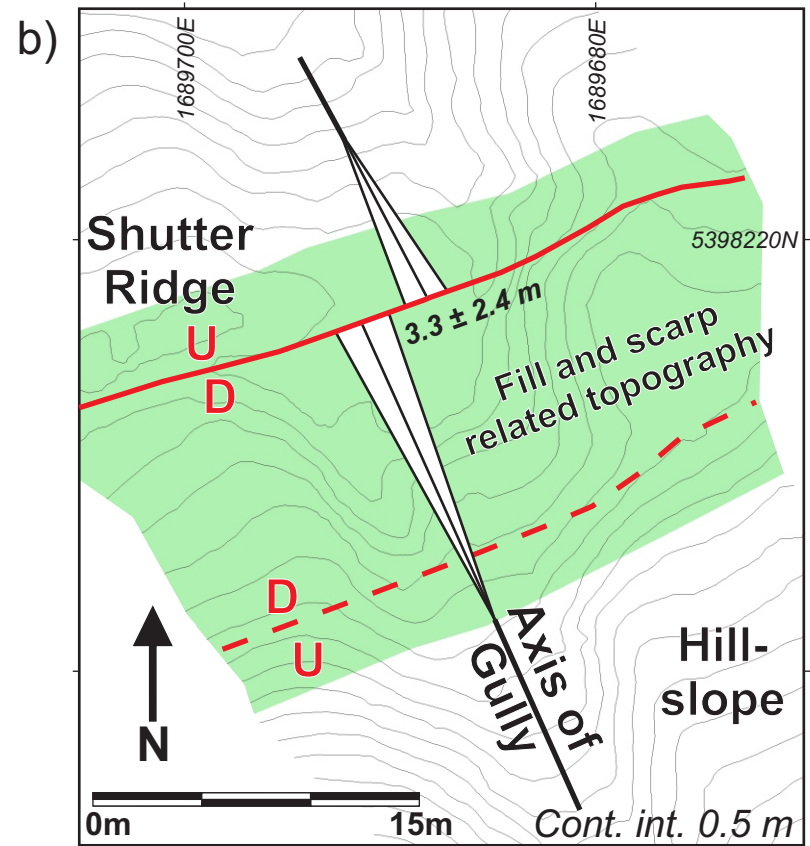 b)
1689700E
1689680E
Shutter
Ridge
5398220N
U
D
3.3 ± 2.4 m
Fill and scarp
related topography
D
U
Axis of
Gully
Hill-
slope
N
0m
15m
Cont. int. 0.5 m